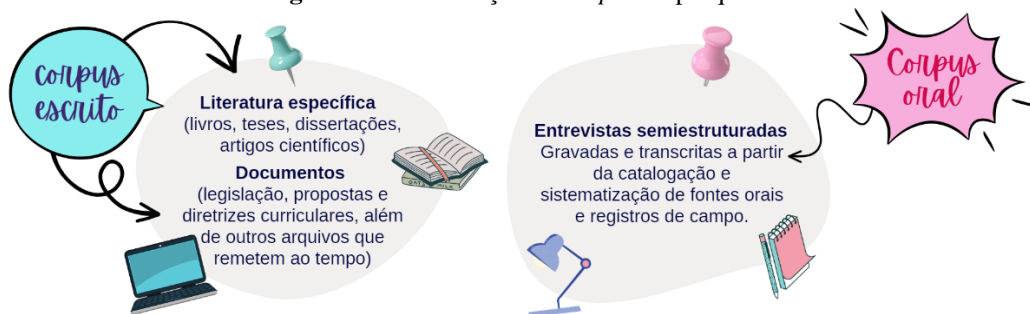 corpus
escrito
Literatura específica
(livros, teses, dissertações,
artigos científicos)
Documentos
(legislação, propostas e
diretrizes curriculares, além
de outros arquivos que
remetem ao tempo)
Corpus
oral
Entrevistas semiestruturadas
Gravadas e transcritas a partir
da catalogação e
sistematização de fontes orais
e registros de campo.